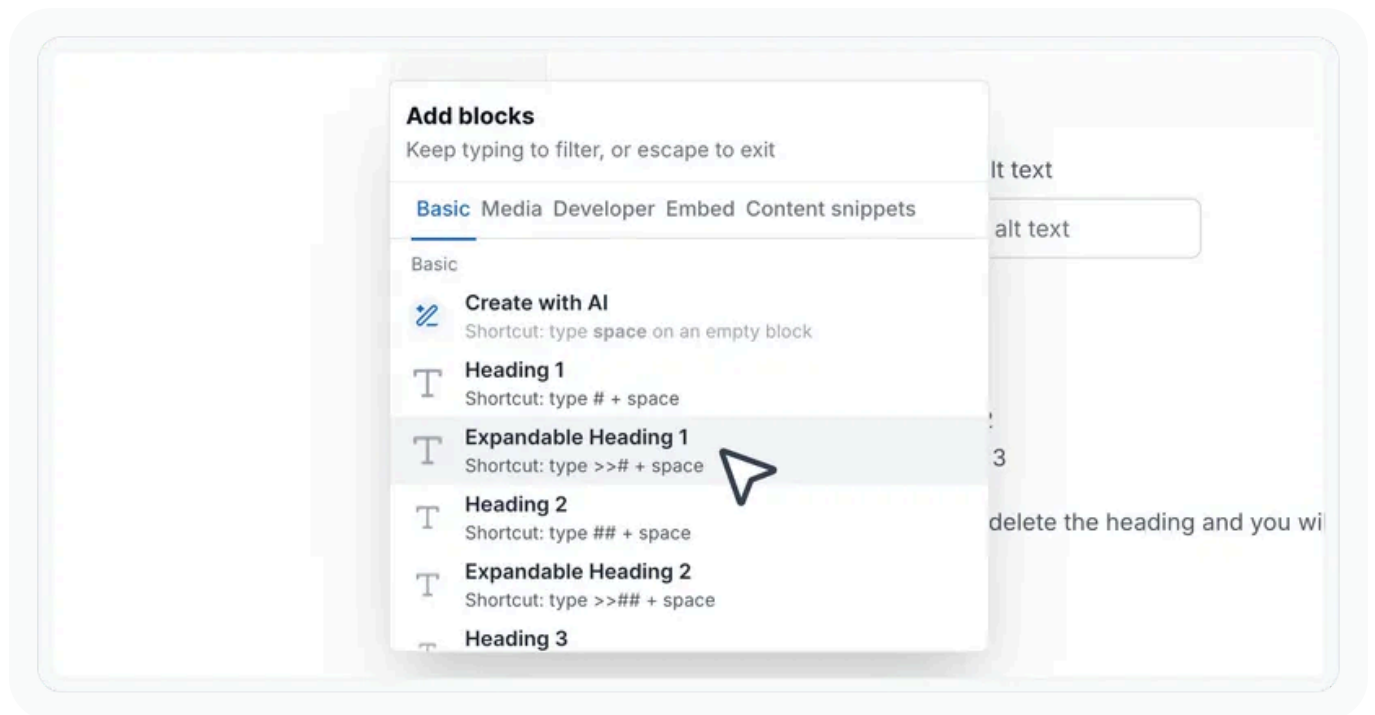 Add blocks
Keep typing to filter, or escape to exit
Basic Media Developer Embed Content snippets
Basic
Create with AI
Shortcut: type space on an empty block
Heading 1
Shortcut: type # + space
Expandable Heading 1
Shortcut: type >># + space
Heading 2
Shortcut: type ## + space
Expandable Heading 2
Shortcut: type >>## + space
Heading 3
lt text
alt text
3
delete the heading and you wi